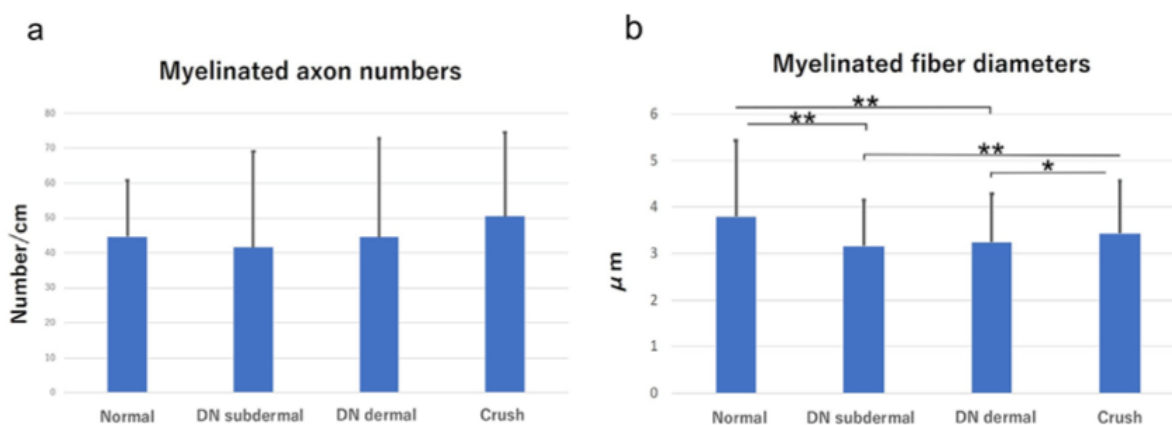 a
Myelinated axon numbers
Number/cm
80
70
60
50
40
30
20
10
0
Normal DN subdermal DN dermal Crush
b
Myelinated fiber diameters
μm
6
5
4
3
2
1
0
**
**
**
*
Normal DN subdermal DN dermal Crush